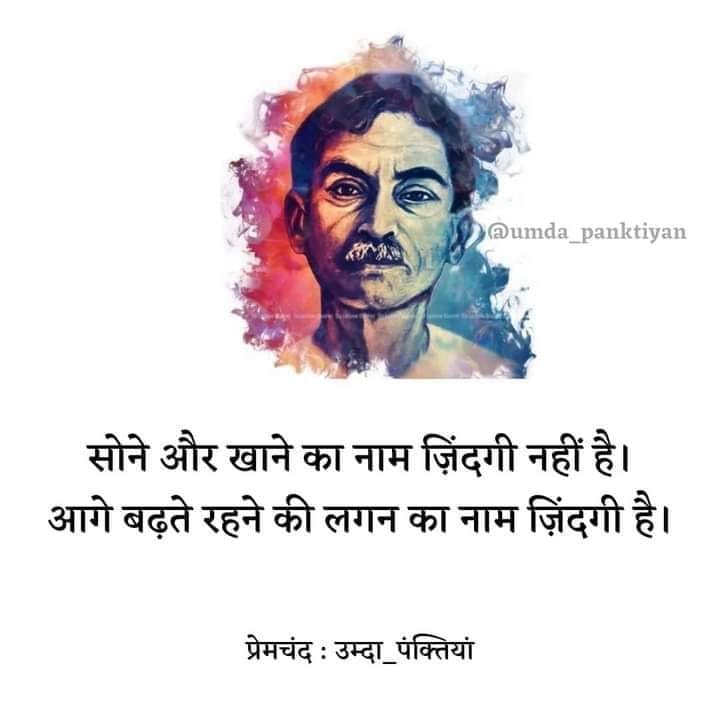 @umda_panktiyan
सोने और खाने का नाम ज़िंदगी नहीं है।
आगे बढ़ते रहने की लगन का नाम ज़िंदगी है।
प्रेमचंद : उम्दा_पंक्तियां